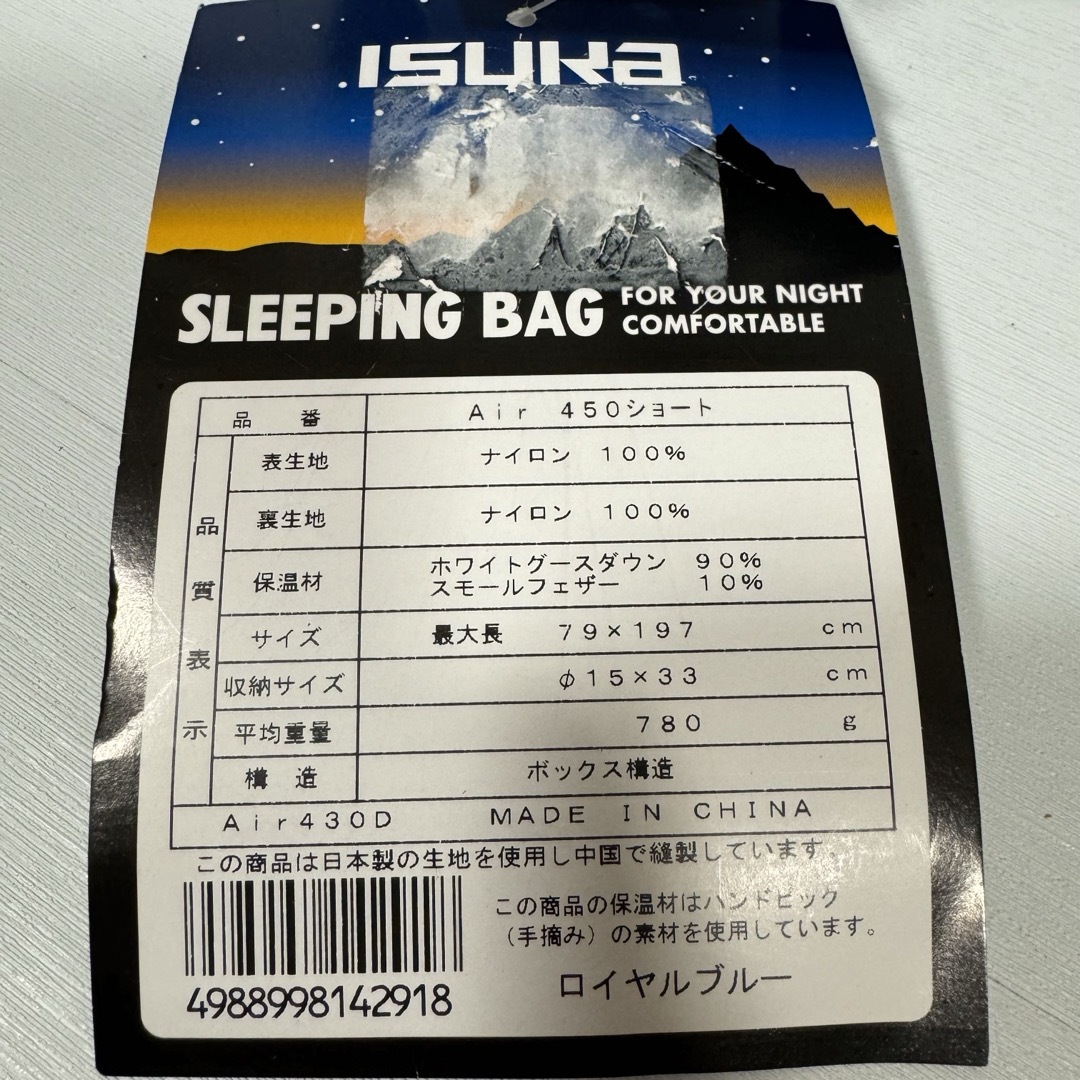 ISUKA
SLEEPING BAG FOR YOUR NIGHT
COMFORTABLE
品 番 Air 450ショート
品質表示
表生地 ナイロン 100%
裏生地 ナイロン 100%
保温材 ホワイトグースダウン 90%
スモールフェザー 10%
サイズ 最大長 79×197 cm
収納サイズ φ15×33 cm
平均重量 780 g
構 造 ボックス構造
Air430D MADE IN CHINA
この商品は日本製の生地を使用し中国で縫製しています。
この商品の保温材はハンドピック
(手摘み)の素材を使用しています。
ロイヤルブルー
4988998142918